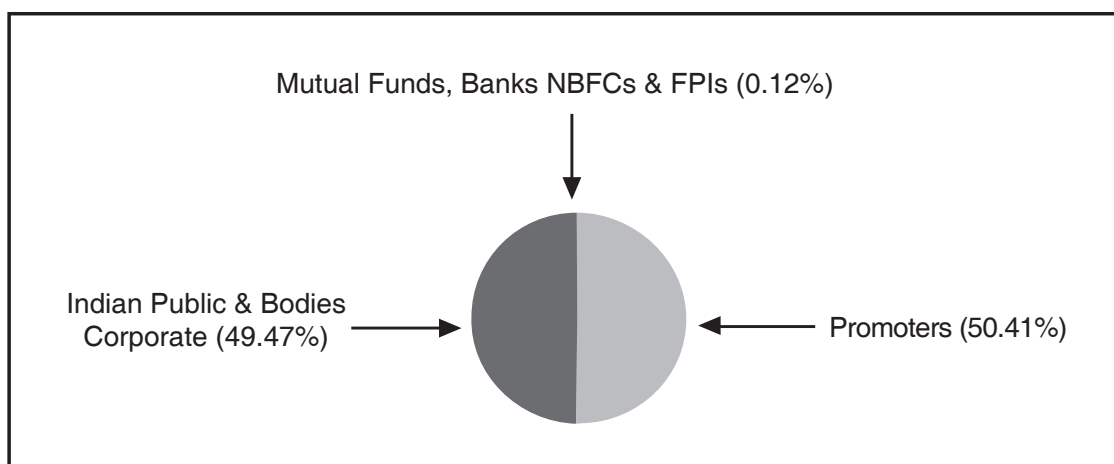 Mutual Funds, Banks NBFCs & FPIs (0.12%)
Indian Public & Bodies
Corporate (49.47%)
Promoters (50.41%)